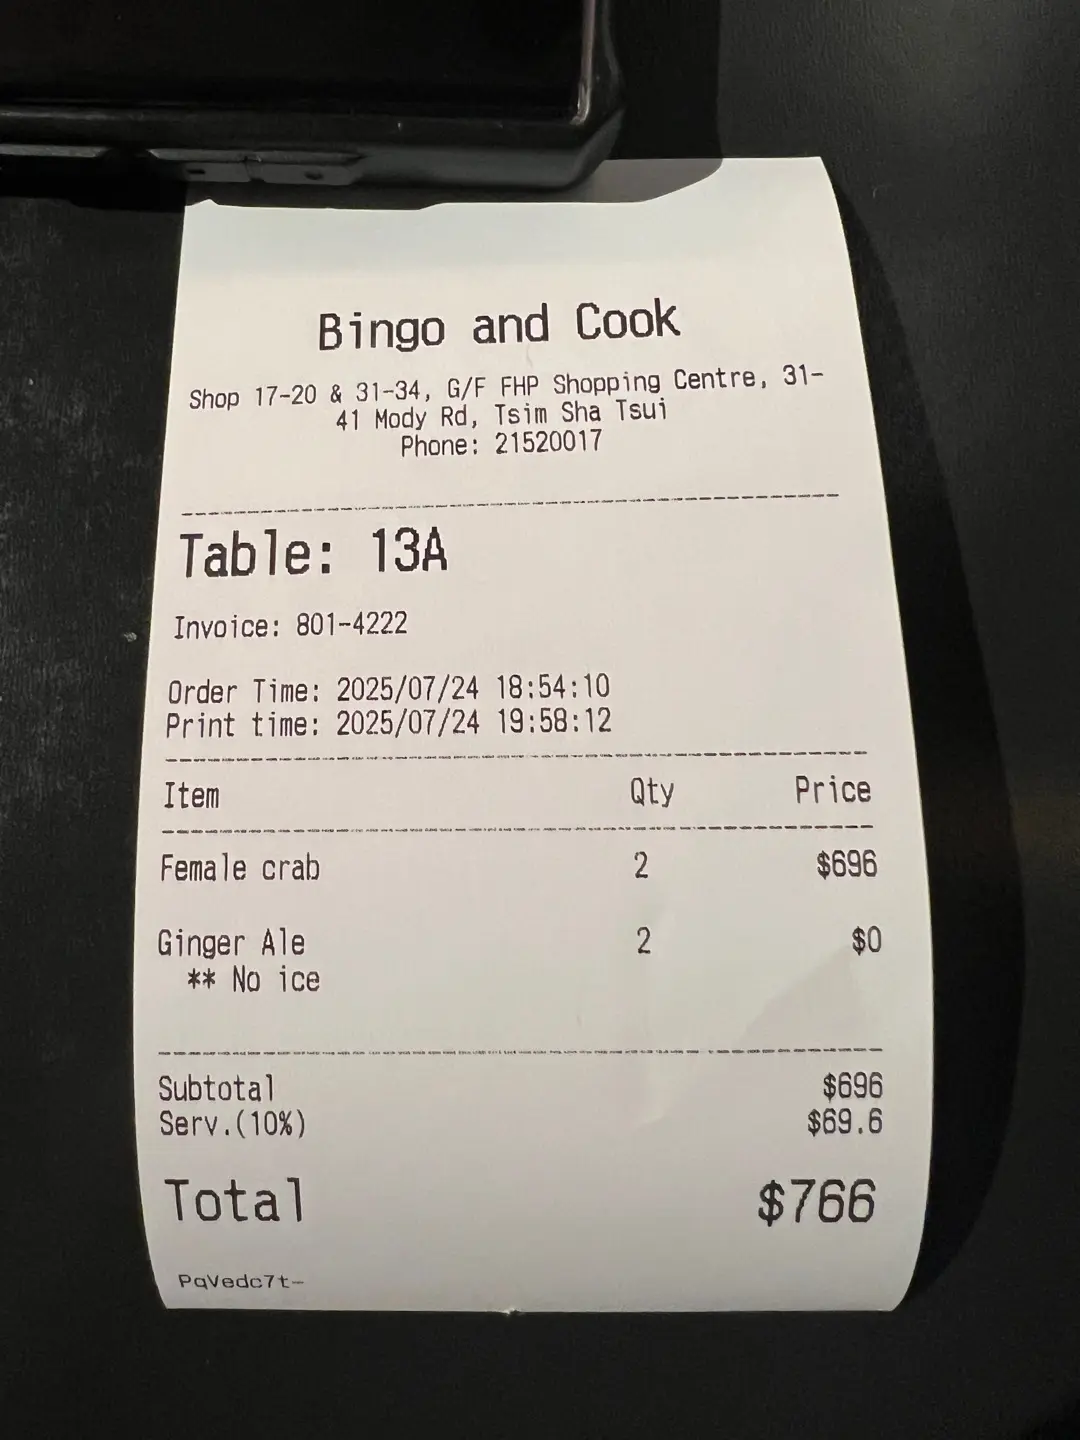 Bingo and Cook
Shop 17-20 & 31-34, G/F FHP Shopping Centre, 31-
41 Mody Rd, Tsim Sha Tsui
Phone: 21520017
Table: 13A
Invoice: 801-4222
Order Time: 2025/07/24 18:54:10
Print time: 2025/07/24 19:58:12
Item Qty Price
Female crab 2 $696
Ginger Ale 2 $0
** No ice
Subtotal $696
Serv.(10%) $69.6
Total $766
PqVedc7t-